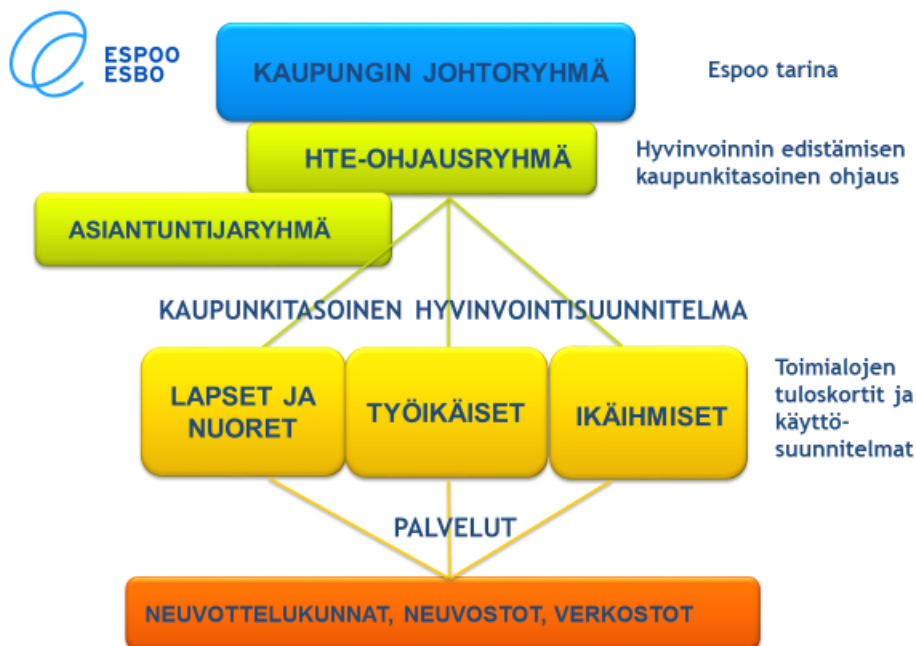 ESPOO
ESBO
KAUPUNGIN JOHTORYHMÄ
Espoo tarina
HTE-OHJAUSRYHMÄ
Hyvinvoinnin edistämisen
kaupunkitasoinen ohjaus
ASIANTUNTIJARYHMÄ
KAUPUNKITASOINEN HYVINVOINTISUUNNITELMA
LAPSET JA
NUORET
TYÖIKÄISET
IKÄIHMISET
Toimialojen
tuloskortit ja
käyttö-
suunnitelmat
PALVELUT
NEUVOTTELUKUNNAT, NEUVOSTOT, VERKOSTOT